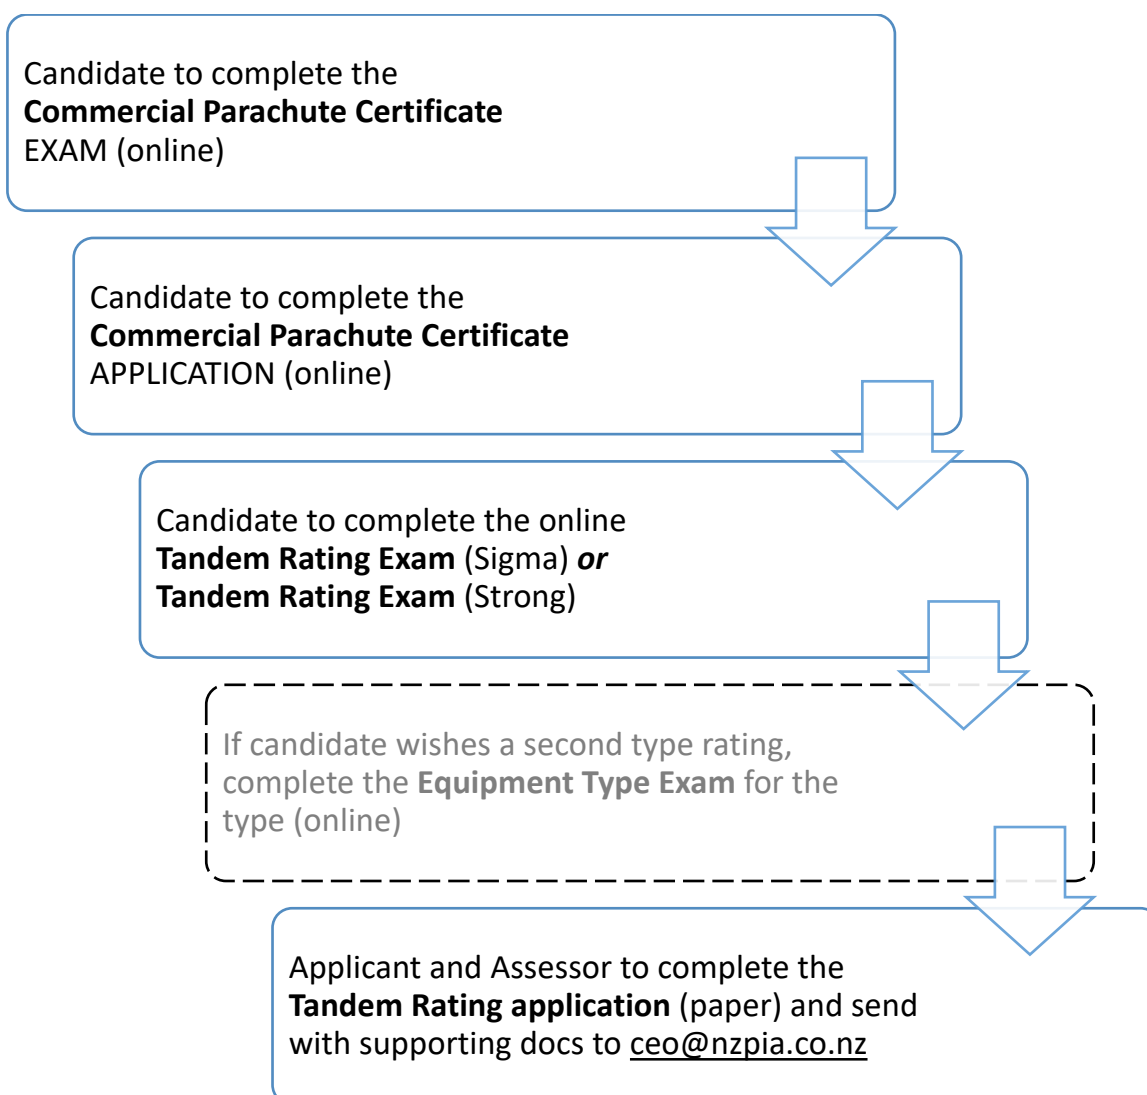 Candidate to complete the
Commercial Parachute Certificate
EXAM (online)
Candidate to complete the
Commercial Parachute Certificate
APPLICATION (online)
Candidate to complete the online
Tandem Rating Exam (Sigma) or
Tandem Rating Exam (Strong)
If candidate wishes a second type rating,
complete the Equipment Type Exam for the
type (online)
Applicant and Assessor to complete the
Tandem Rating application (paper) and send
with supporting docs to ceo@nzpia.co.nz